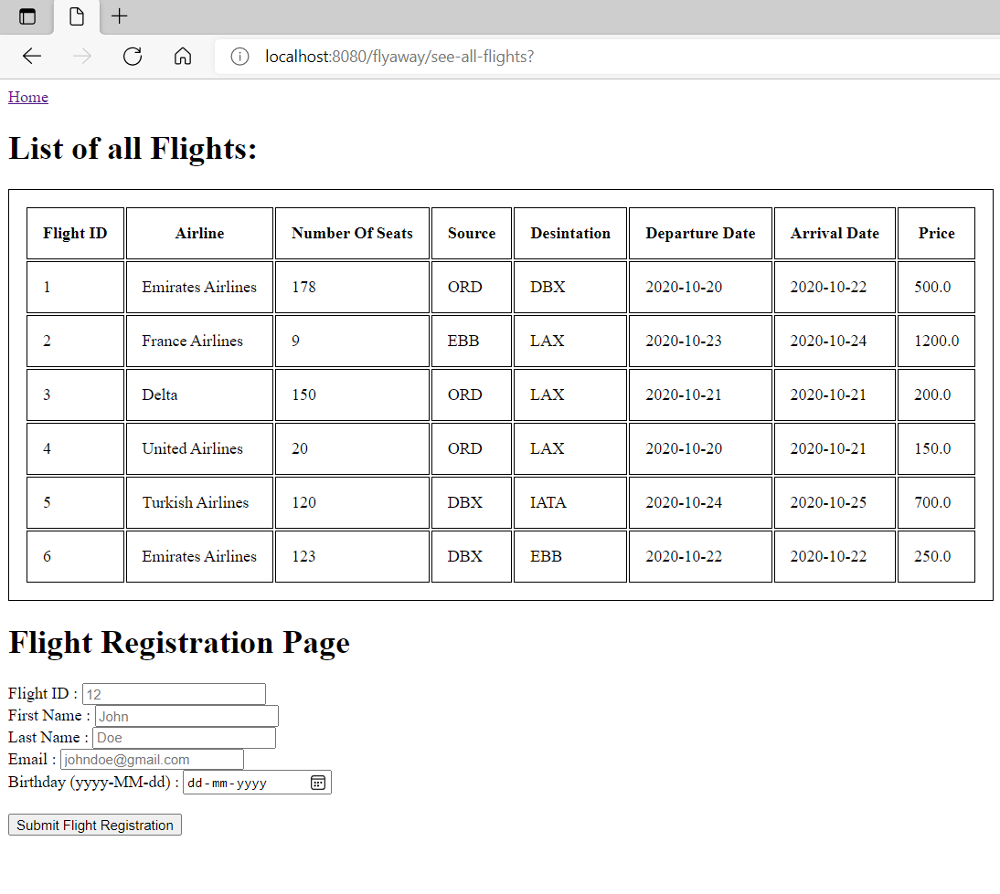 localhost:8080/flyaway/see-all-flights?
Home
List of all Flights:
Flight ID Airline Number Of Seats Source Desintation Departure Date Arrival Date Price
1 Emirates Airlines 178 ORD DBX 2020-10-20 2020-10-22 500.0
2 France Airlines 9 EBB LAX 2020-10-23 2020-10-24 1200.0
3 Delta 150 ORD LAX 2020-10-21 2020-10-21 200.0
4 United Airlines 20 ORD LAX 2020-10-20 2020-10-21 150.0
5 Turkish Airlines 120 DBX IATA 2020-10-24 2020-10-25 700.0
6 Emirates Airlines 123 DBX EBB 2020-10-22 2020-10-22 250.0
Flight Registration Page
Flight ID : 12
First Name : John
Last Name : Doe
Email : johndoe@gmail.com
Birthday (yyyy-MM-dd) : dd-mm-yyyy
Submit Flight Registration